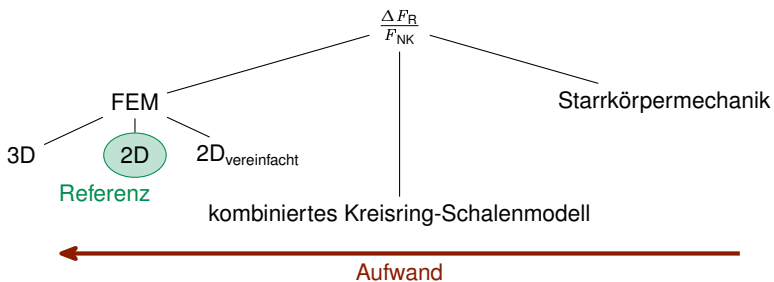 ΔF_R
F_NK
FEM
Starrkörpermechanik
3D
2D
2D_vereinfacht
Referenz
kombiniertes Kreisring-Schalenmodell
Aufwand